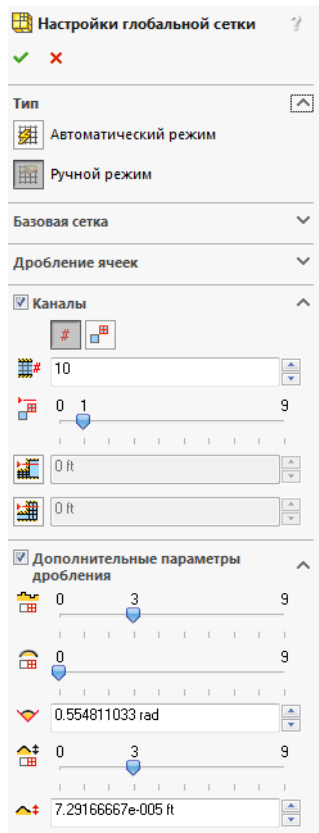 Настройки глобальной сетки ?
Тип
Автоматический режим
Ручной режим
Базовая сетка
Дробление ячеек
Каналы
#
# 10
0 1 9
0 ft
0 ft
Дополнительные параметры
дробления
0 3 9
0 9
0.554811033 rad
0 3 9
7.29166667e-005 ft